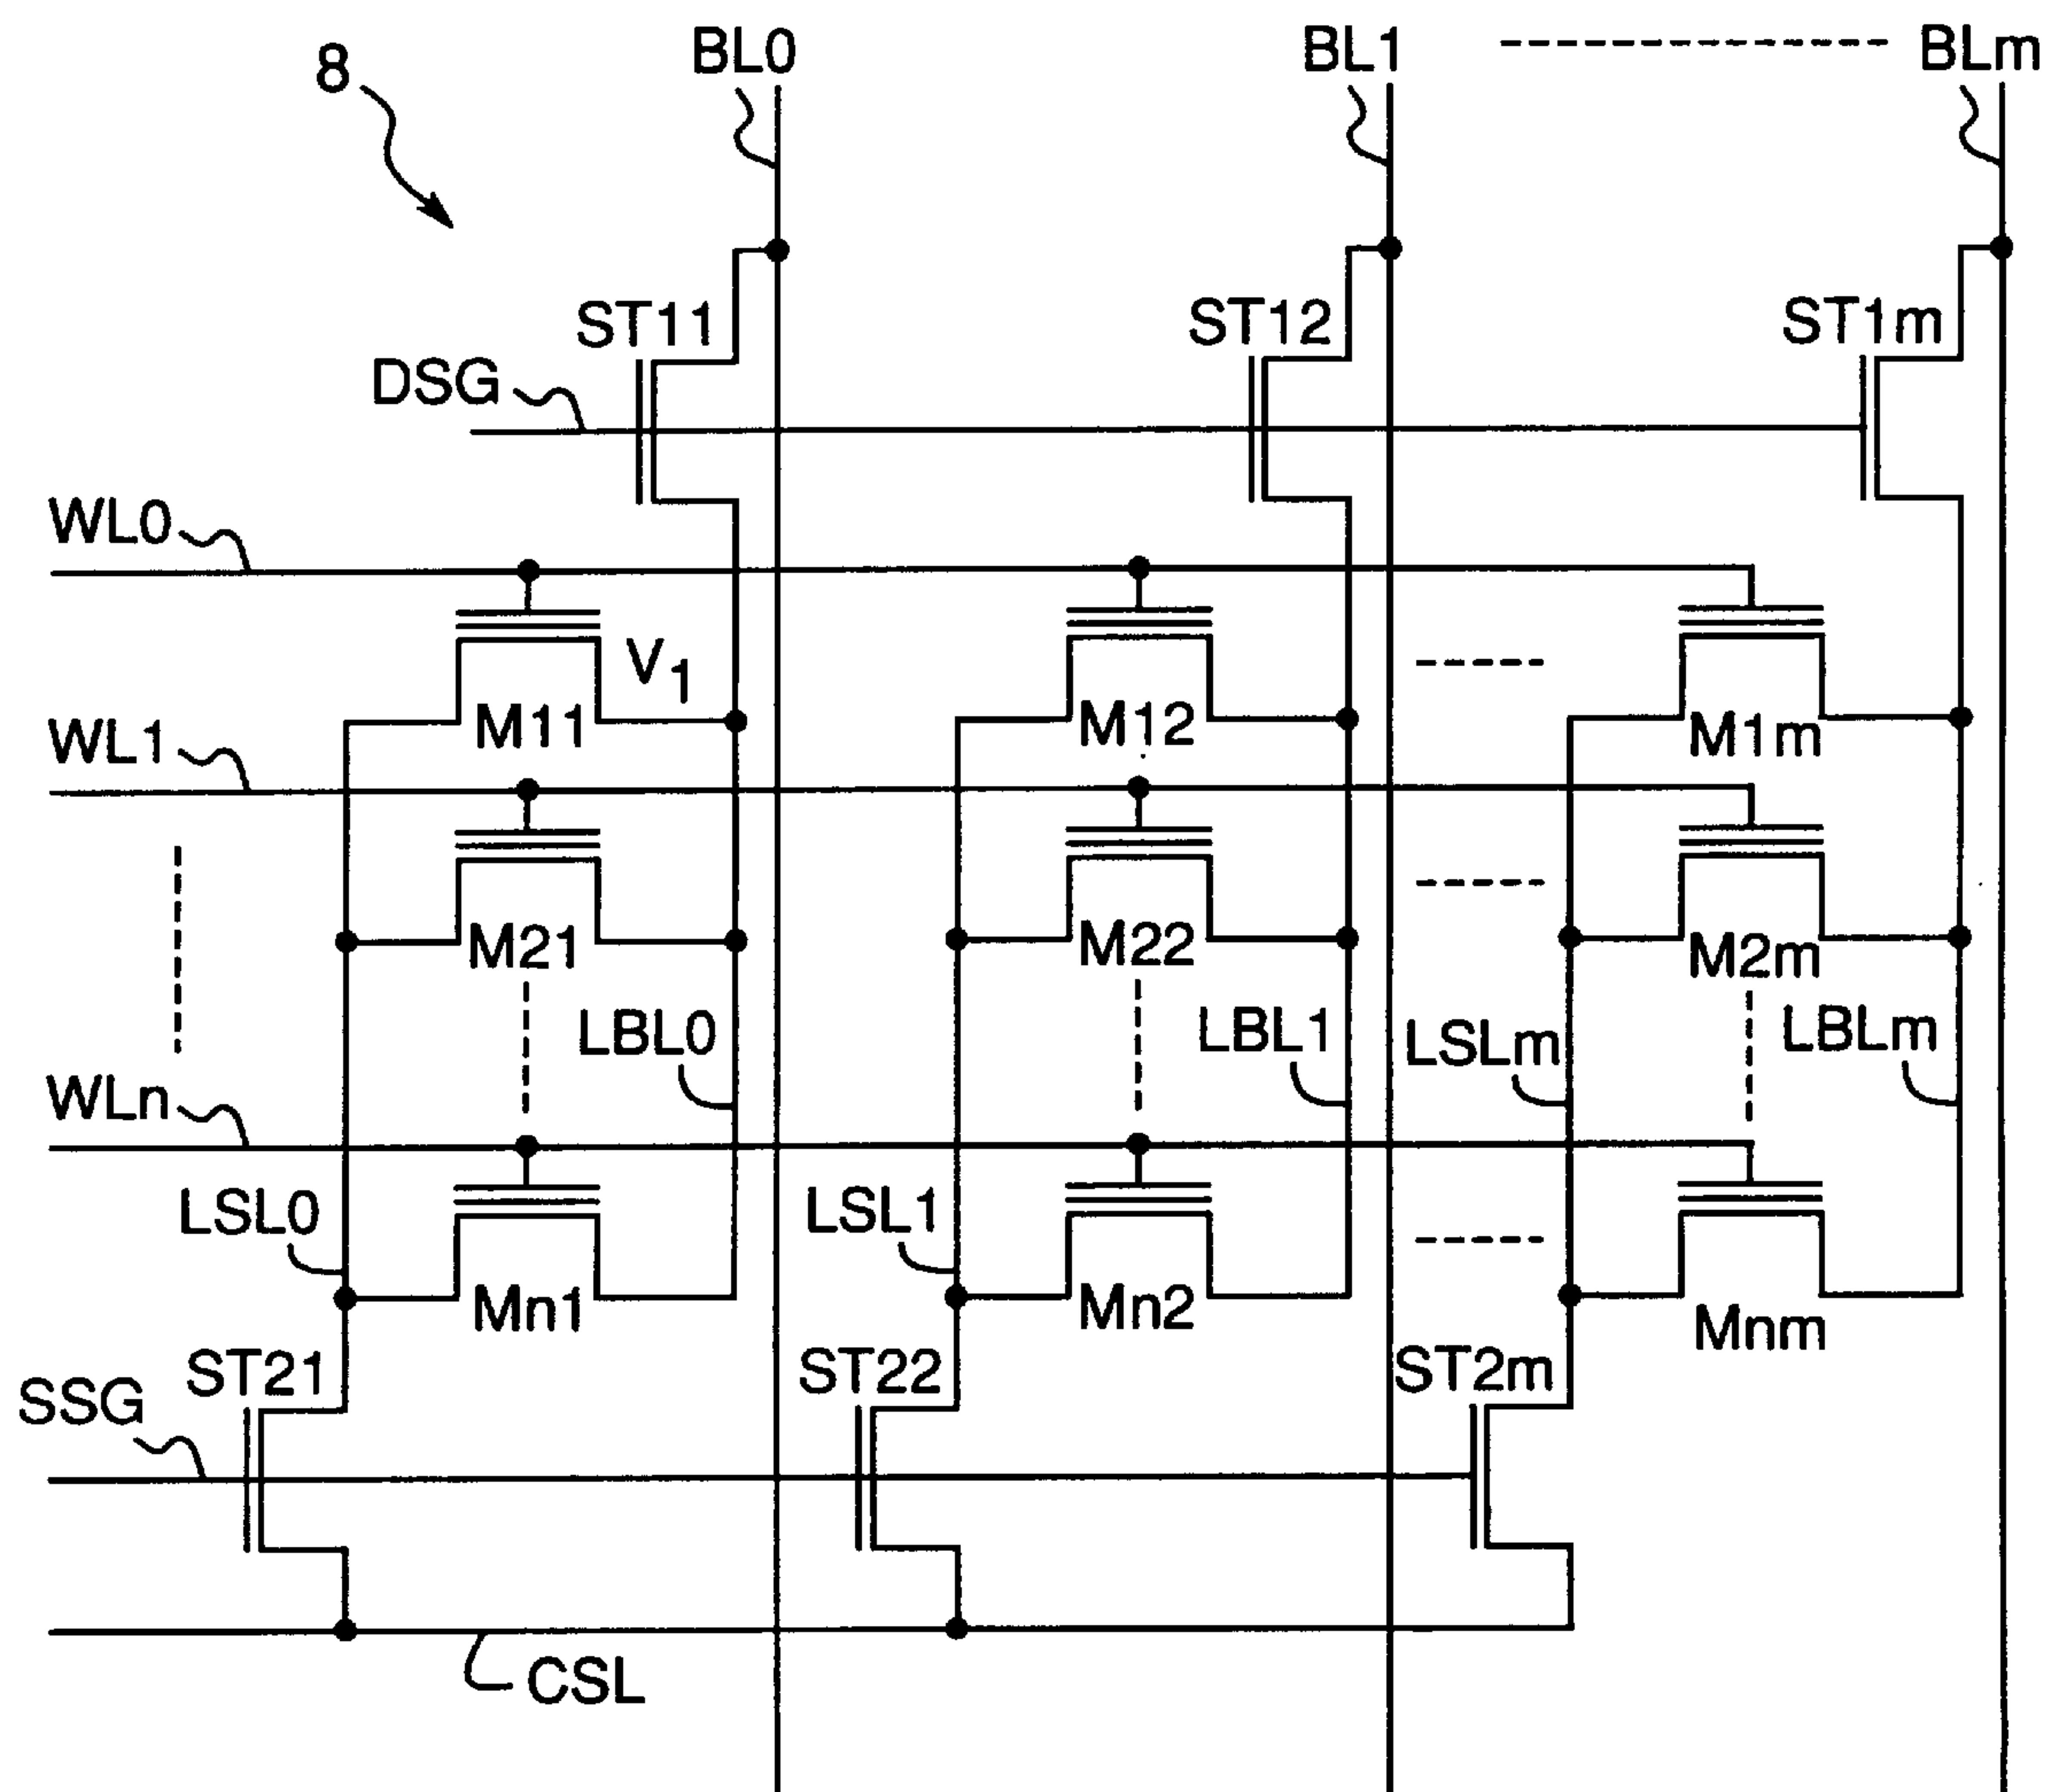 8
BL0
BL1
BLm
ST11
ST12
ST1m
DSG
WL0
V1
M11
M12
M1m
WL1
M21
M22
M2m
LBL0
LBL1
LSLm
LBLm
WLn
LSL0
LSL1
Mn1
Mn2
Mnm
ST21
ST22
ST2m
SSG
CSL